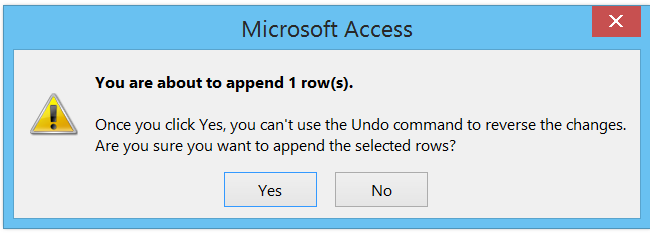 Microsoft Access
You are about to append 1 row(s).
Once you click Yes, you can't use the Undo command to reverse the changes.
Are you sure you want to append the selected rows?
Yes
No